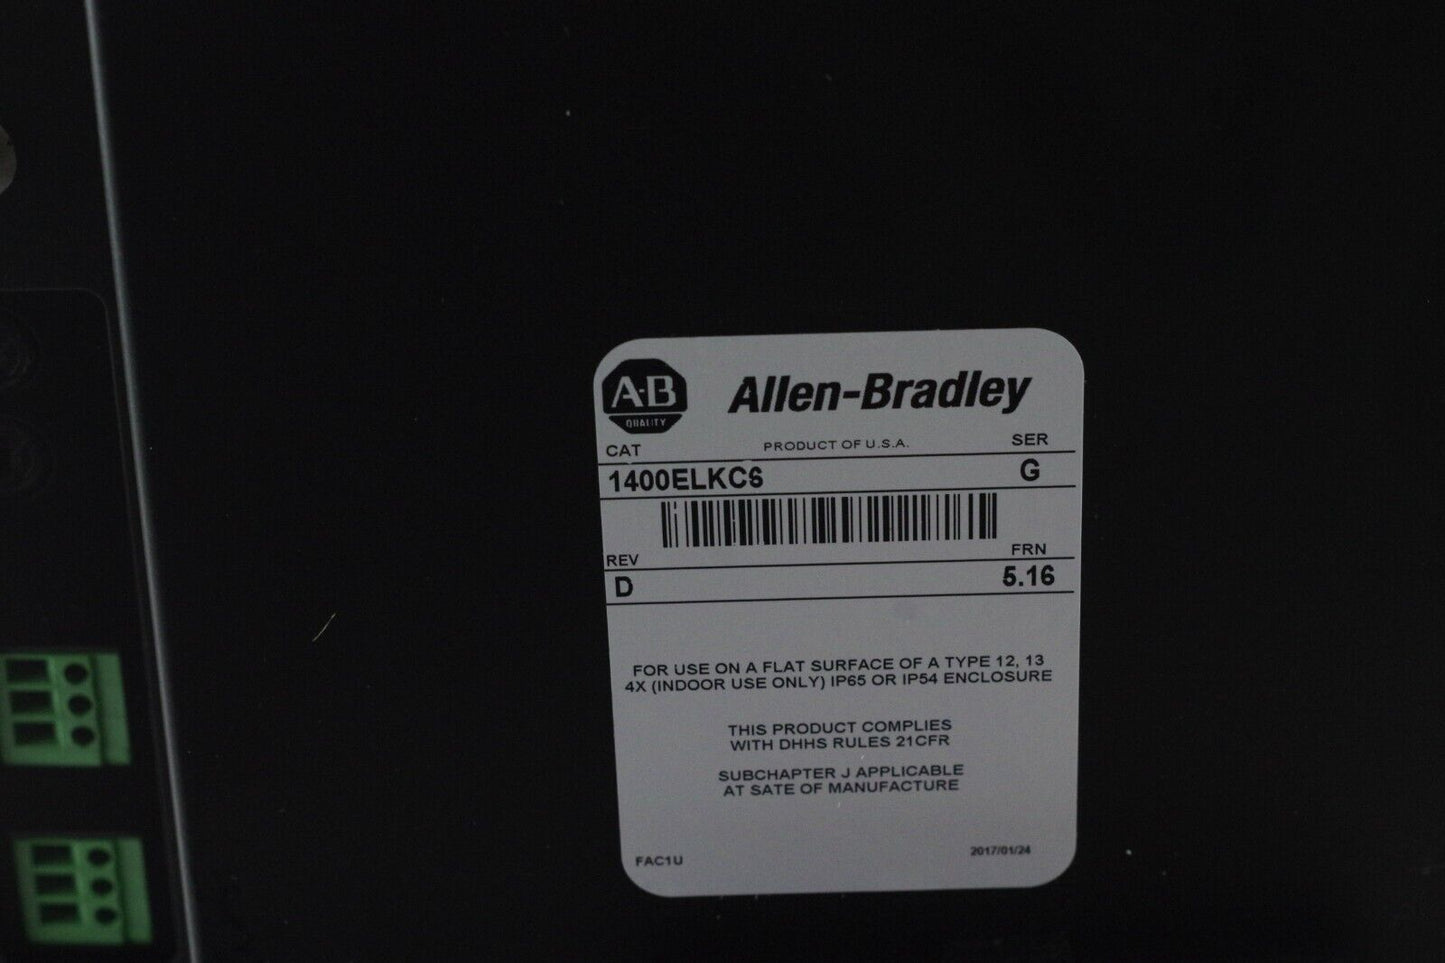 A-B
QUALITY
Allen-Bradley
CAT PRODUCT OF U.S.A. SER
1400ELKC6 G
REV FRN
D 5.16
FOR USE ON A FLAT SURFACE OF A TYPE 12, 13
4X (INDOOR USE ONLY) IP65 OR IP54 ENCLOSURE
THIS PRODUCT COMPLIES
WITH DHHS RULES 21CFR
SUBCHAPTER J APPLICABLE
AT SATE OF MANUFACTURE
FAC1U 2017/01/24